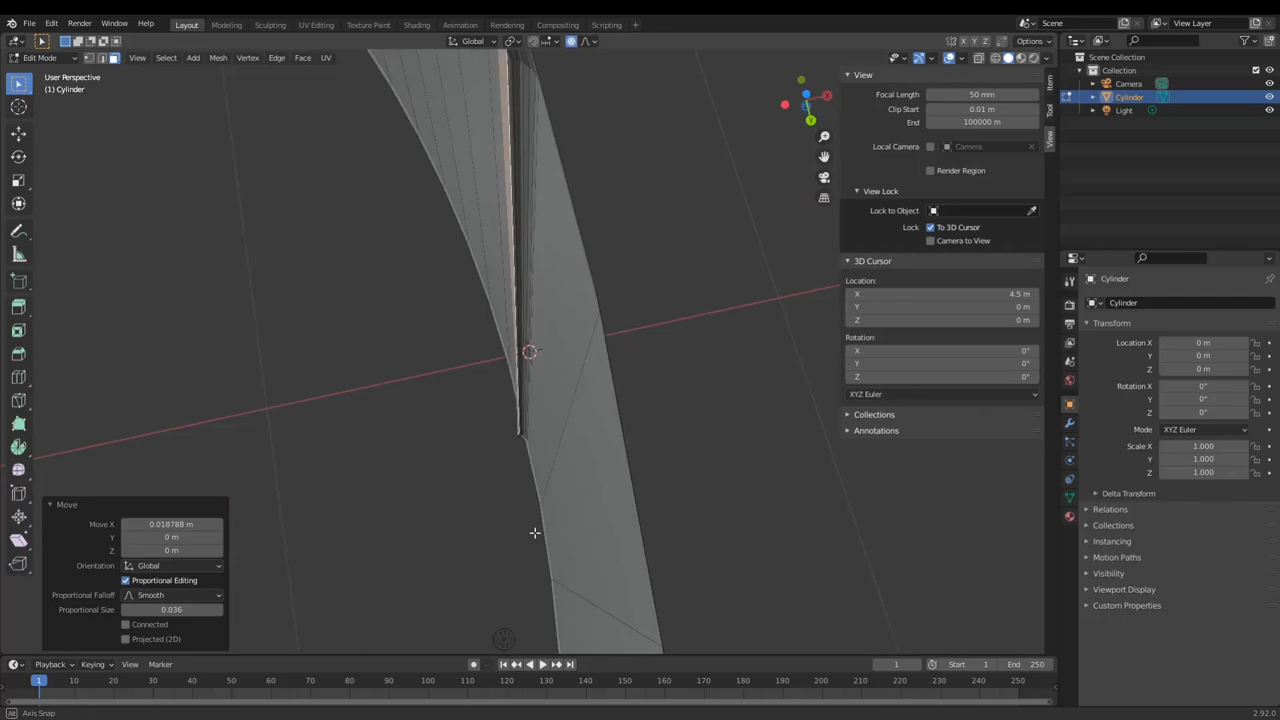 File Edit Render Window Help Layout Modeling Sculpting UV Editing Texture Paint Shading Animation Rendering Compositing Scripting + Scene View Layer
Global X Y Z Options
Edit Mode View Select Add Mesh Vertex Edge Face UV
User Perspective
(1) Cylinder
X
Y
Item
Tool
View
View
Focal Length 50 mm
Clip Start 0.01 m
End 100000 m
Local Camera Camera
Render Region
View Lock
Lock to Object
Lock To 3D Cursor
Camera to View
3D Cursor
Location:
X 4.5 m
Y 0 m
Z 0 m
Rotation:
X 0°
Y 0°
Z 0°
XYZ Euler
Collections
Annotations
Scene Collection
Collection
Camera
Cylinder
Light
Cylinder
Cylinder
Transform
Location X 0 m
Y 0 m
Z 0 m
Rotation X 0°
Y 0°
Z 0°
Mode XYZ Euler
Scale X 1.000
Y 1.000
Z 1.000
Delta Transform
Relations
Collections
Instancing
Motion Paths
Visibility
Viewport Display
Custom Properties
Move
Move X 0.018788 m
Y 0 m
Z 0 m
Orientation Global
Proportional Editing
Proportional Falloff Smooth
Proportional Size 0.036
Connected
Projected (2D)
Playback Keying View Marker 1 Start 1 End 250
1 10 20 30 40 50 60 70 80 90 100 110 120 130 140 150 160 170 180 190 200 210 220 230 240 250
Alt Axis Snap 2.92.0